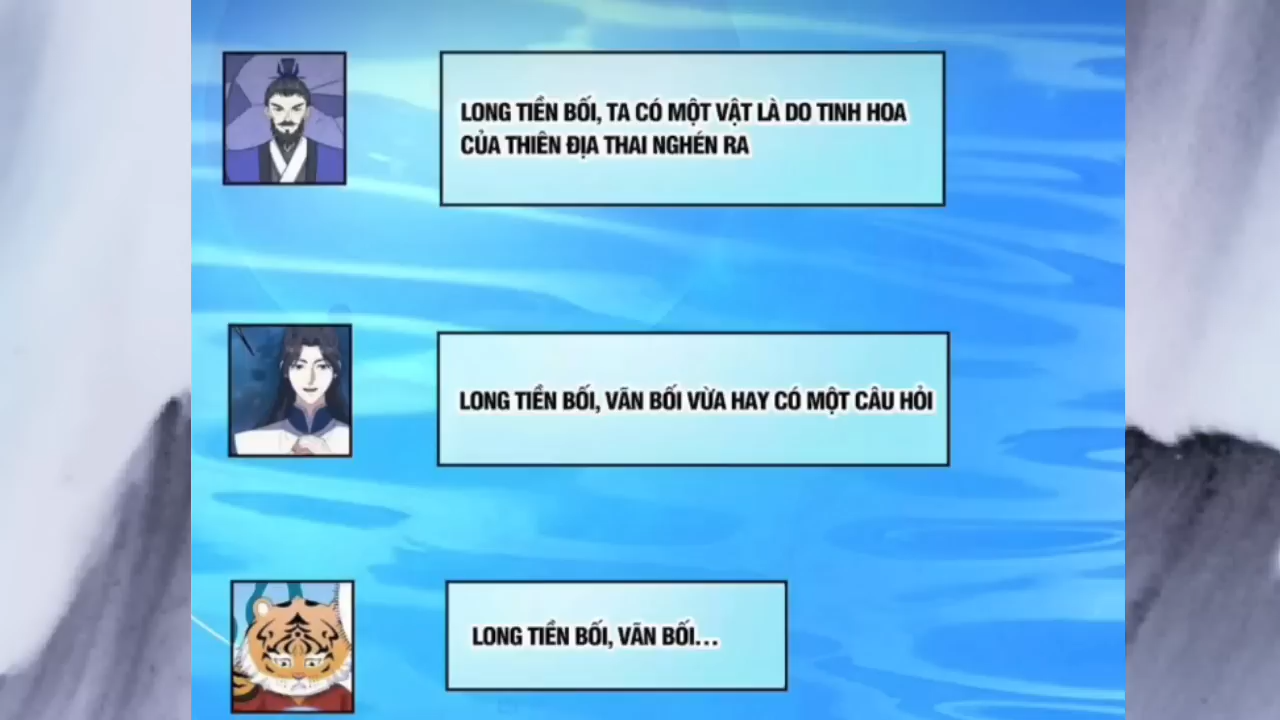 LONG TIỀN BỐI, TA CÓ MỘT VẬT LÀ DO TINH HOA
CỦA THIÊN ĐỊA THAI NGHÉN RA
LONG TIỀN BỐI, VÃN BỐI VỪA HAY CÓ MỘT CÂU HỎI
LONG TIỀN BỐI, VÃN BỐI...